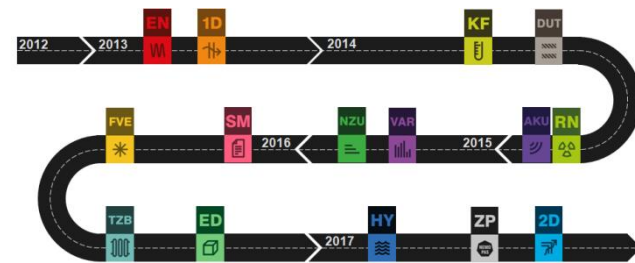 EN 1D KF DUT
2012 2013 2014
FVE SM NZU VAR AKU RN
2016 2015
TZB ED HY ZP 2D
2017